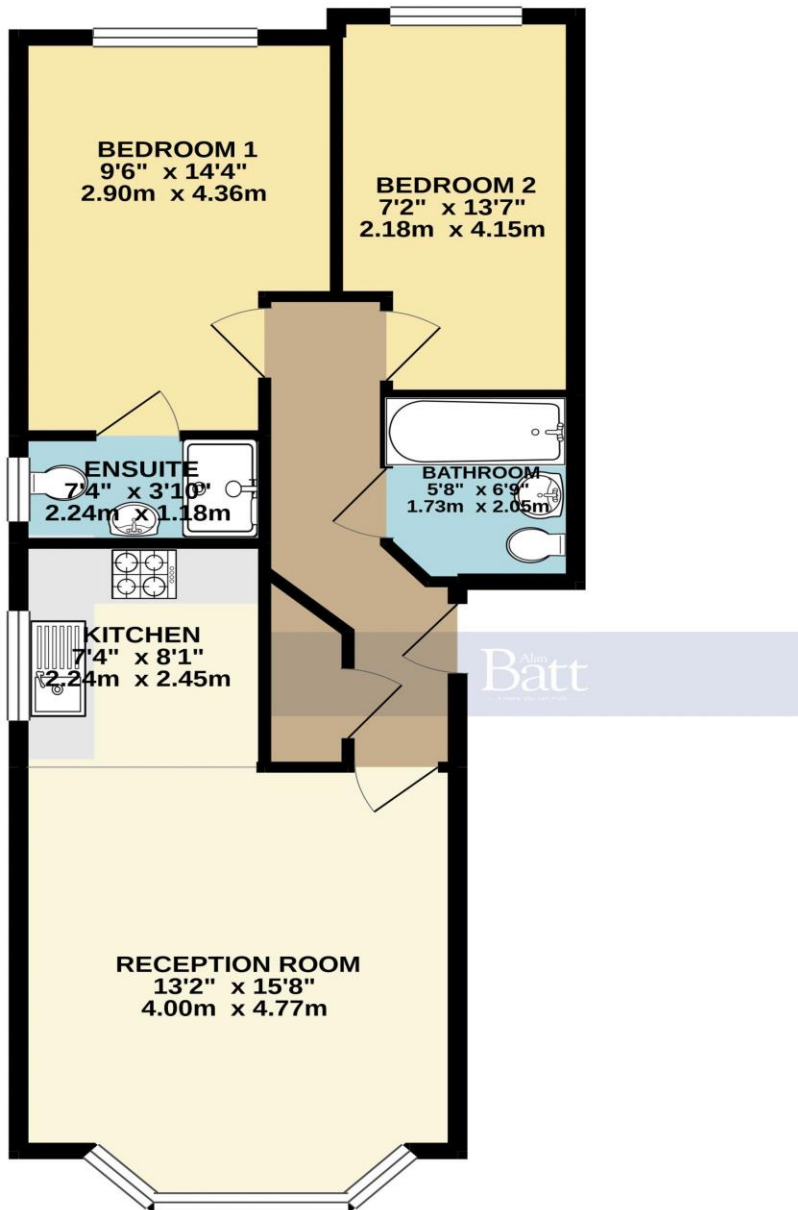 BEDROOM 1
9'6" x 14'4"
2.90m x 4.36m
BEDROOM 2
7'2" x 13'7"
2.18m x 4.15m
ENSUITE
7'4" x 3'10"
2.24m x 1.18m
BATHROOM
5'8" x 6'9"
1.73m x 2.05m
KITCHEN
7'4" x 8'1"
2.24m x 2.45m
Alan
Batt
RECEPTION ROOM
13'2" x 15'8"
4.00m x 4.77m